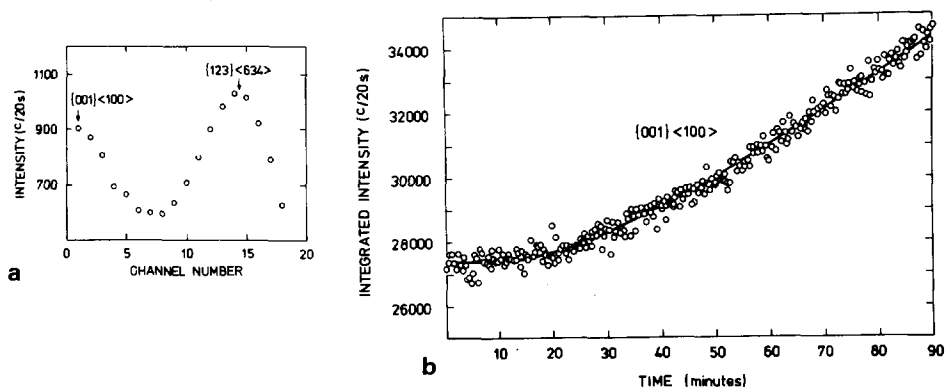 1100
900
700
INTENSITY (c/20s)
{001}<100>
{123}<634>
0 5 10 15 20
CHANNEL NUMBER
a
34000
32000
30000
28000
26000
INTEGRATED INTENSITY (c/20s)
{001}<100>
0 10 20 30 40 50 60 70 80 90
TIME (minutes)
b